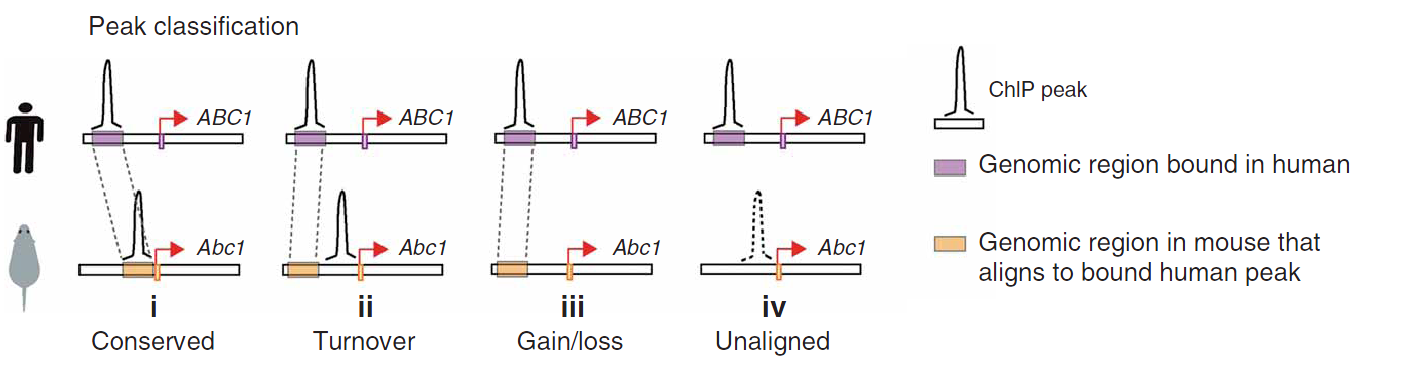 Peak classification
ABC1 ABC1 ABC1 ABC1
ChIP peak
Genomic region bound in human
Abc1 Abc1 Abc1 Abc1
Genomic region in mouse that
aligns to bound human peak
i ii iii iv
Conserved Turnover Gain/loss Unaligned